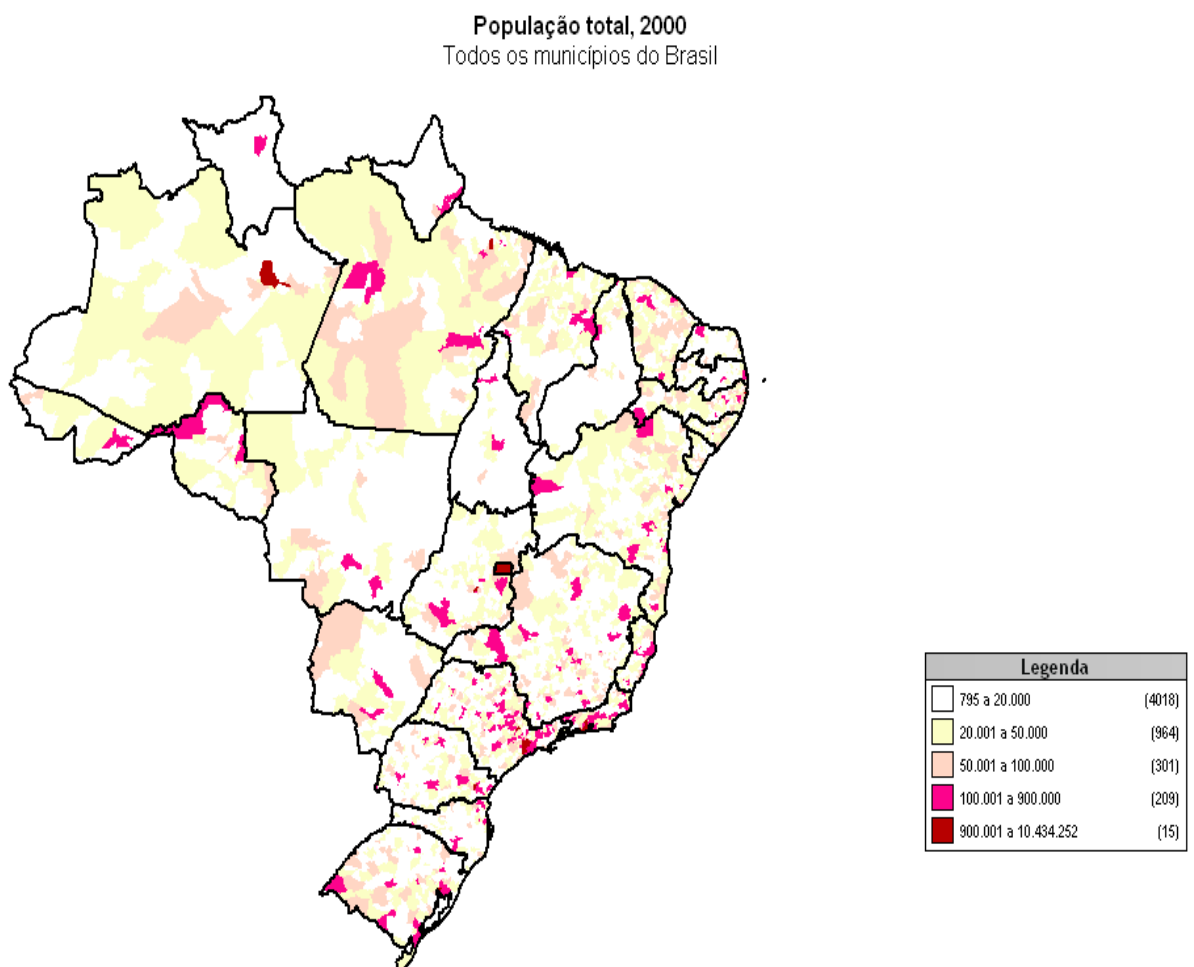 População total, 2000
Todos os municípios do Brasil
Legenda
795 a 20.000 (4018)
20.001 a 50.000 (964)
50.001 a 100.000 (301)
100.001 a 900.000 (209)
900.001 a 10.434.252 (15)